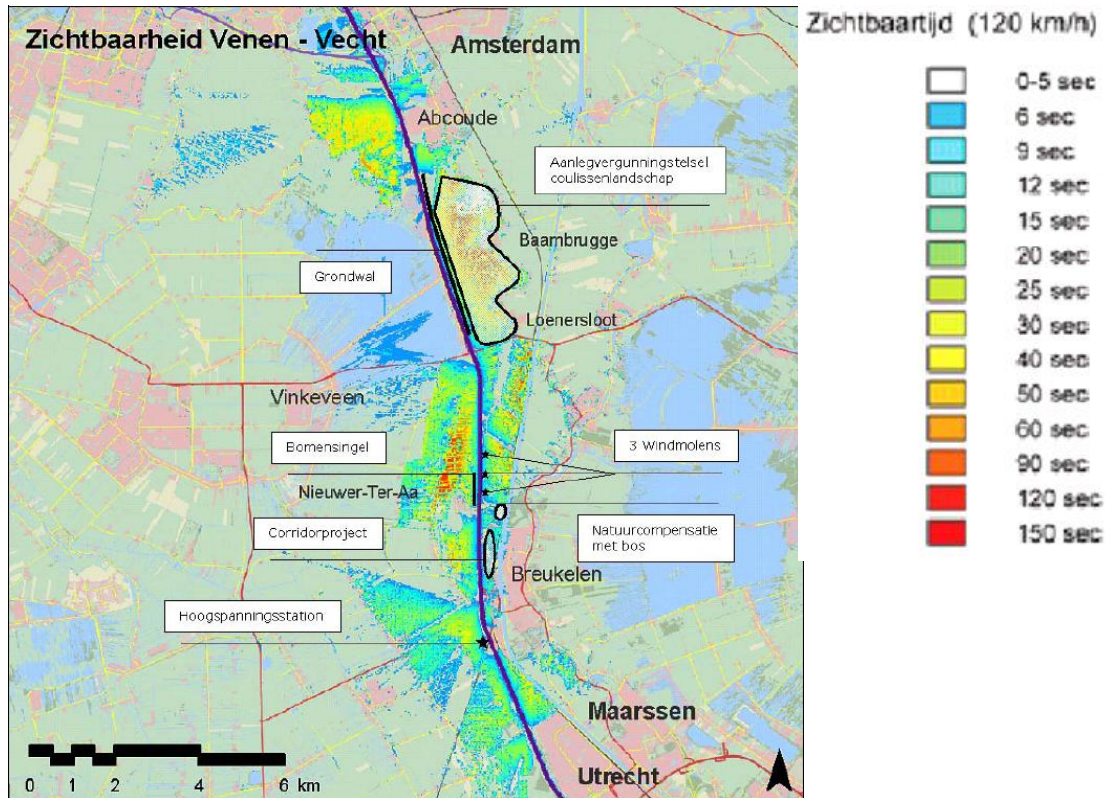 Zichtbaarheid Venen - Vecht
Amsterdam
Abcoude
Aanlegvergunningstelsel
coulissenlandschap
Baambrugge
Grondwal
Loenersloot
Vinkeveen
Bomensingel
3 Windmolens
Nieuwer-Ter-Aa
Natuurcompensatie
met bos
Corridorproject
Breukelen
Hoogspanningsstation
Maarssen
Utrecht
0 1 2 4 6 km
Zichtbaartijd (120 km/h)
0-5 sec
6 sec
9 sec
12 sec
15 sec
20 sec
25 sec
30 sec
40 sec
50 sec
60 sec
90 sec
120 sec
150 sec